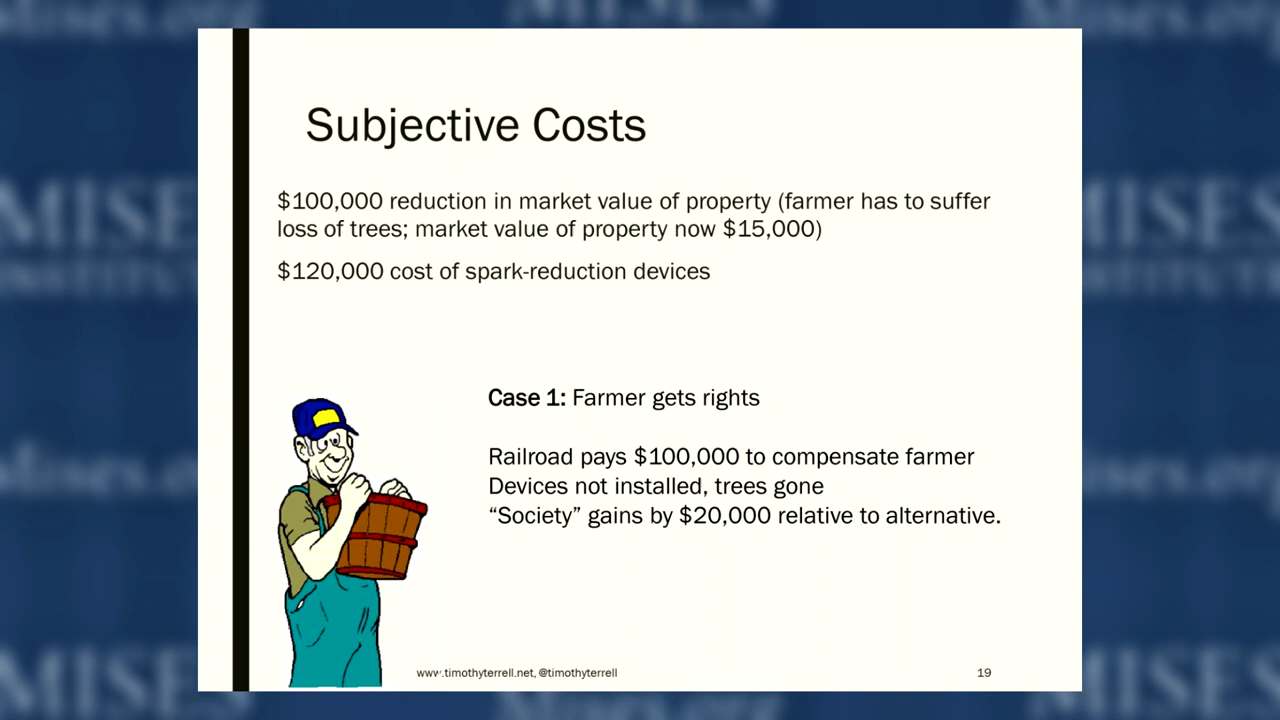 Subjective Costs
$100,000 reduction in market value of property (farmer has to suffer
loss of trees; market value of property now $15,000)
$120,000 cost of spark-reduction devices
Case 1: Farmer gets rights
Railroad pays $100,000 to compensate farmer
Devices not installed, trees gone
“Society” gains by $20,000 relative to alternative.
www.timothyterrell.net, @timothyterrell
19